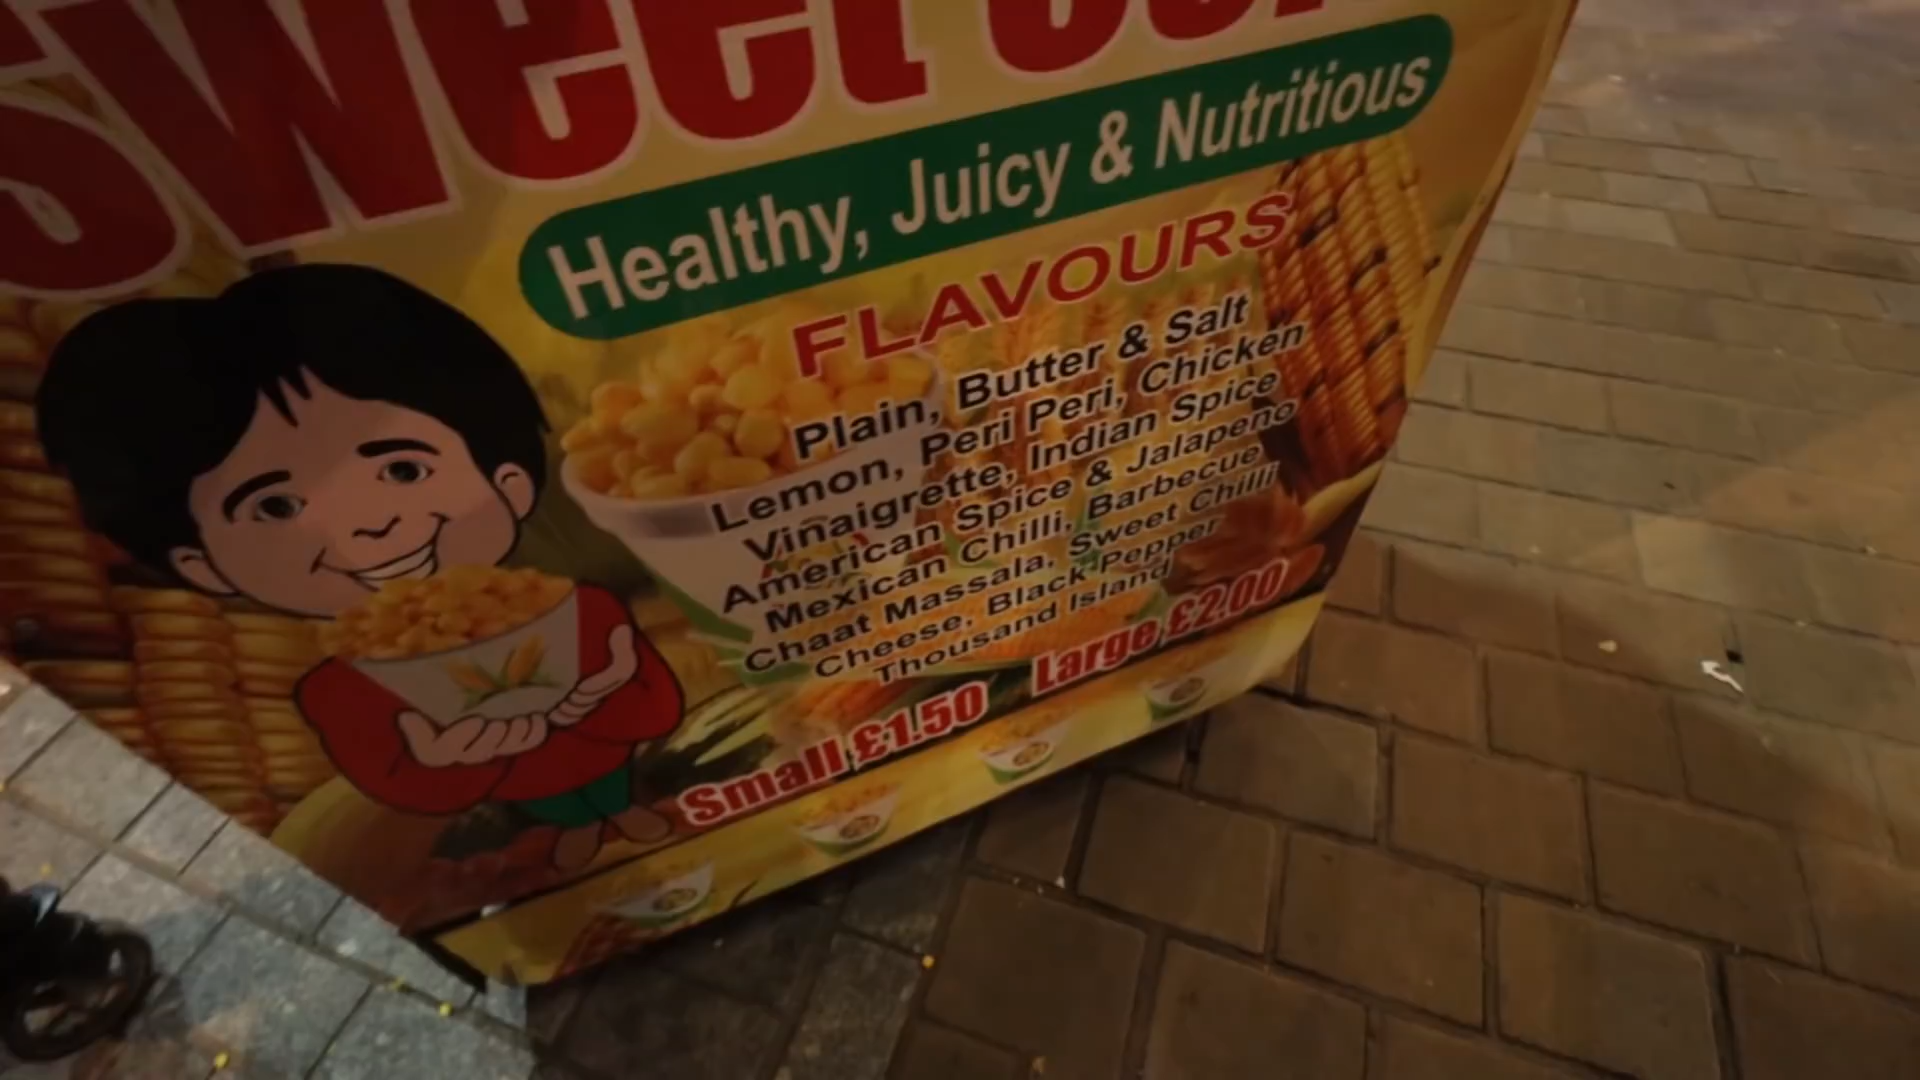 Sweet
Healthy, Juicy & Nutritious
FLAVOURS
Plain, Butter & Salt
Lemon, Peri Peri, Chicken
Vinaigrette, Indian Spice
American Spice & Jalapeno
Mexican Chilli, Barbecue
Chaat Massala, Sweet Chilli
Cheese, Black Pepper
Thousand Island
Small £1.50 Large £2.00